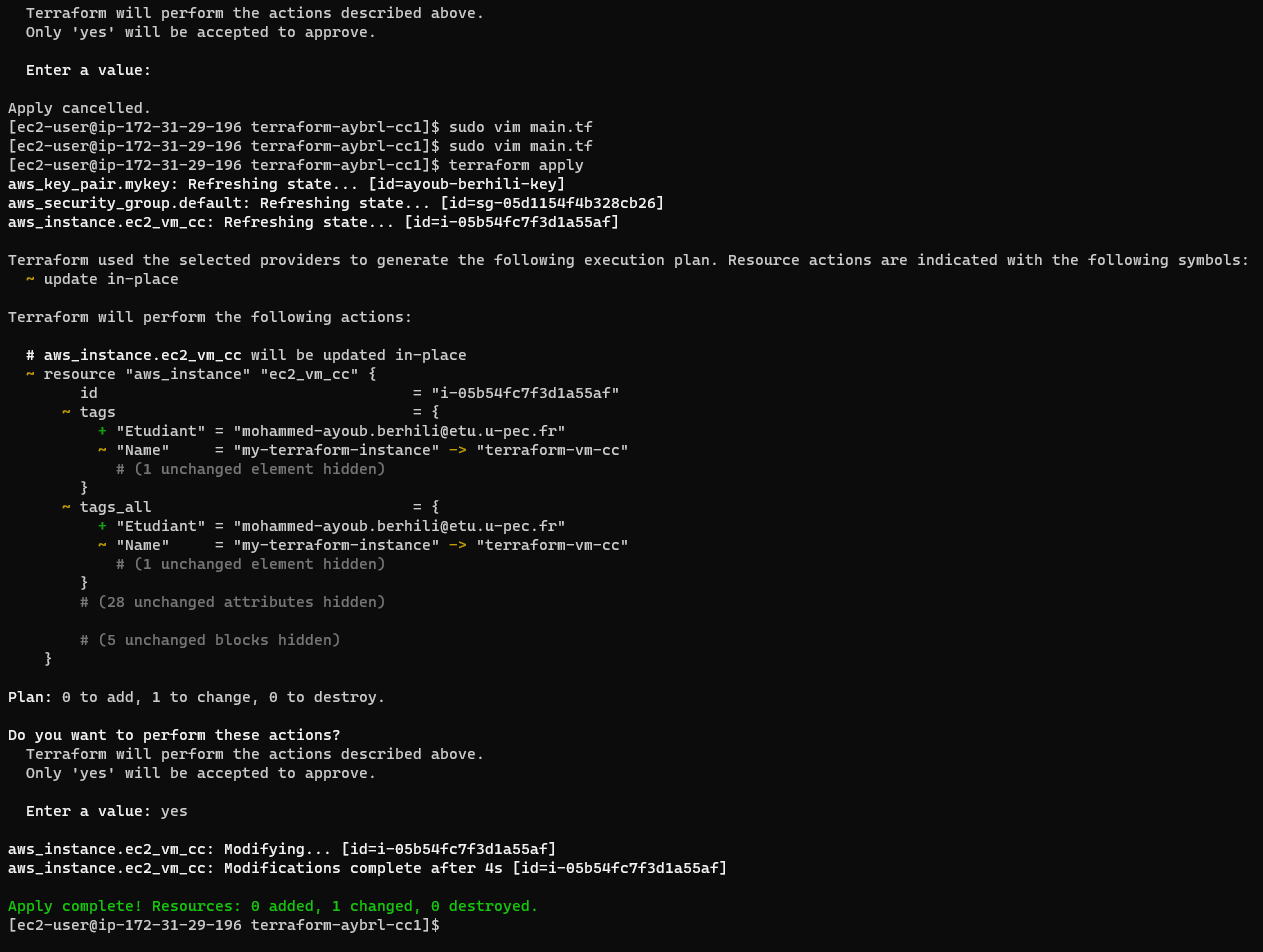 Terraform will perform the actions described above.
Only 'yes' will be accepted to approve.
Enter a value:
Apply cancelled.
[ec2-user@ip-172-31-29-196 terraform-aybrl-cc1]$ sudo vim main.tf
[ec2-user@ip-172-31-29-196 terraform-aybrl-cc1]$ sudo vim main.tf
[ec2-user@ip-172-31-29-196 terraform-aybrl-cc1]$ terraform apply
aws_key_pair.mykey: Refreshing state... [id=ayoub-berhili-key]
aws_security_group.default: Refreshing state... [id=sg-05d1154f4b328cb26]
aws_instance.ec2_vm_cc: Refreshing state... [id=i-05b54fc7f3d1a55af]
Terraform used the selected providers to generate the following execution plan. Resource actions are indicated with the following symbols:
~ update in-place
Terraform will perform the following actions:
# aws_instance.ec2_vm_cc will be updated in-place
~ resource "aws_instance" "ec2_vm_cc" {
id = "i-05b54fc7f3d1a55af"
~ tags = {
+ "Etudiant" = "mohammed-ayoub.berhili@etu.u-pec.fr"
~ "Name" = "my-terraform-instance" -> "terraform-vm-cc"
# (1 unchanged element hidden)
}
~ tags_all = {
+ "Etudiant" = "mohammed-ayoub.berhili@etu.u-pec.fr"
~ "Name" = "my-terraform-instance" -> "terraform-vm-cc"
# (1 unchanged element hidden)
}
# (28 unchanged attributes hidden)
# (5 unchanged blocks hidden)
}
Plan: 0 to add, 1 to change, 0 to destroy.
Do you want to perform these actions?
Terraform will perform the actions described above.
Only 'yes' will be accepted to approve.
Enter a value: yes
aws_instance.ec2_vm_cc: Modifying... [id=i-05b54fc7f3d1a55af]
aws_instance.ec2_vm_cc: Modifications complete after 4s [id=i-05b54fc7f3d1a55af]
Apply complete! Resources: 0 added, 1 changed, 0 destroyed.
[ec2-user@ip-172-31-29-196 terraform-aybrl-cc1]$